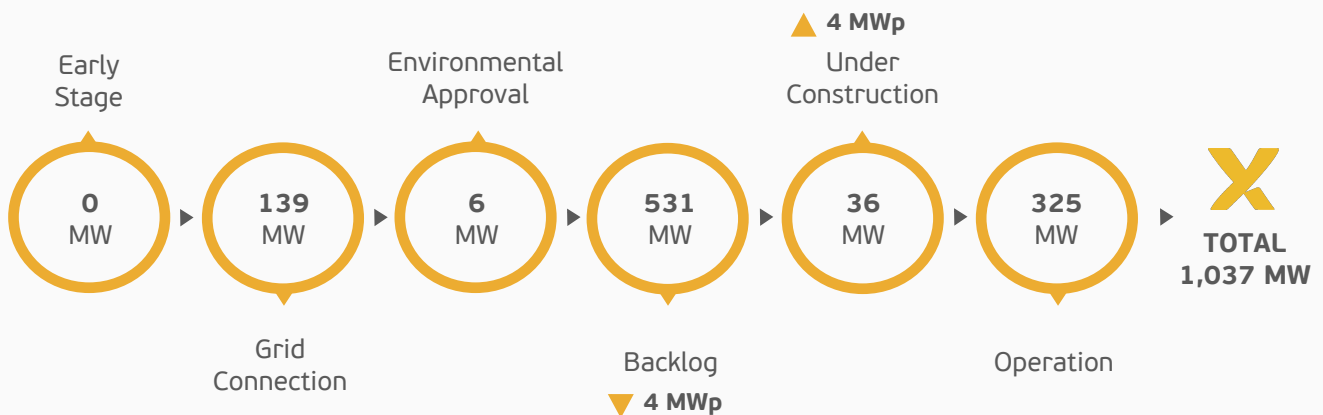 ▲ 4 MWp
Early
Stage
Environmental
Approval
Under
Construction
0
MW
139
MW
6
MW
531
MW
36
MW
325
MW
TOTAL
1,037 MW
Grid
Connection
Backlog
▼ 4 MWp
Operation